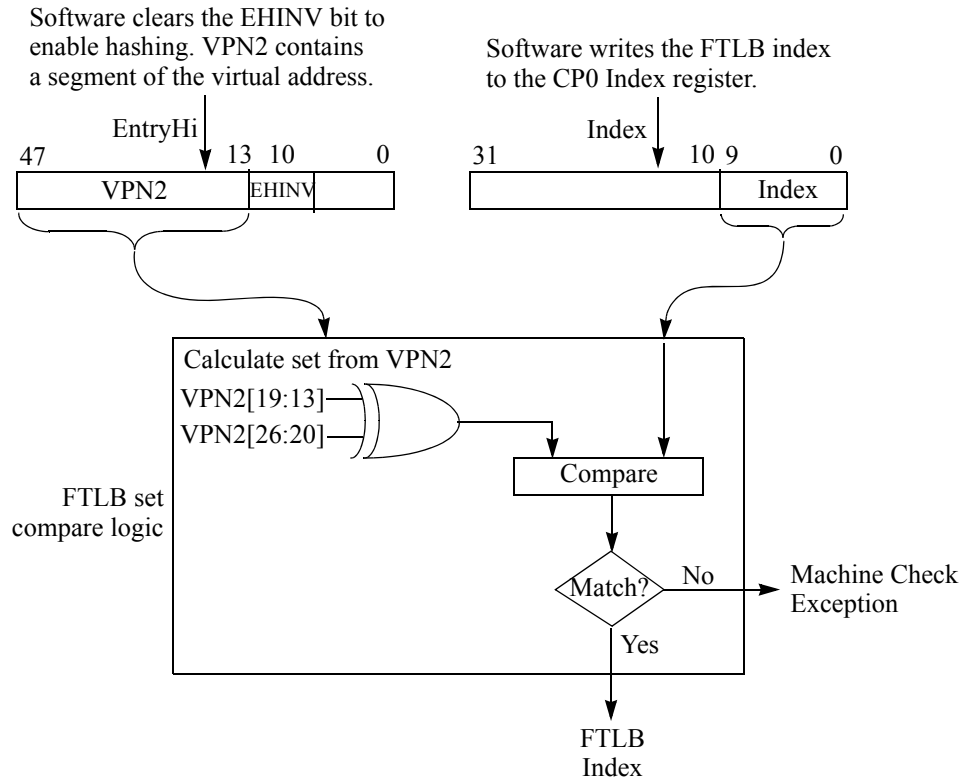 Software clears the EHINV bit to
enable hashing. VPN2 contains
a segment of the virtual address.
Software writes the FTLB index
to the CP0 Index register.
EntryHi
Index
47 13 10 0
31 10 9 0
VPN2 EHINV
Index
Calculate set from VPN2
VPN2[19:13]
VPN2[26:20]
Compare
FTLB set
compare logic
Match?
No
Machine Check
Exception
Yes
FTLB
Index